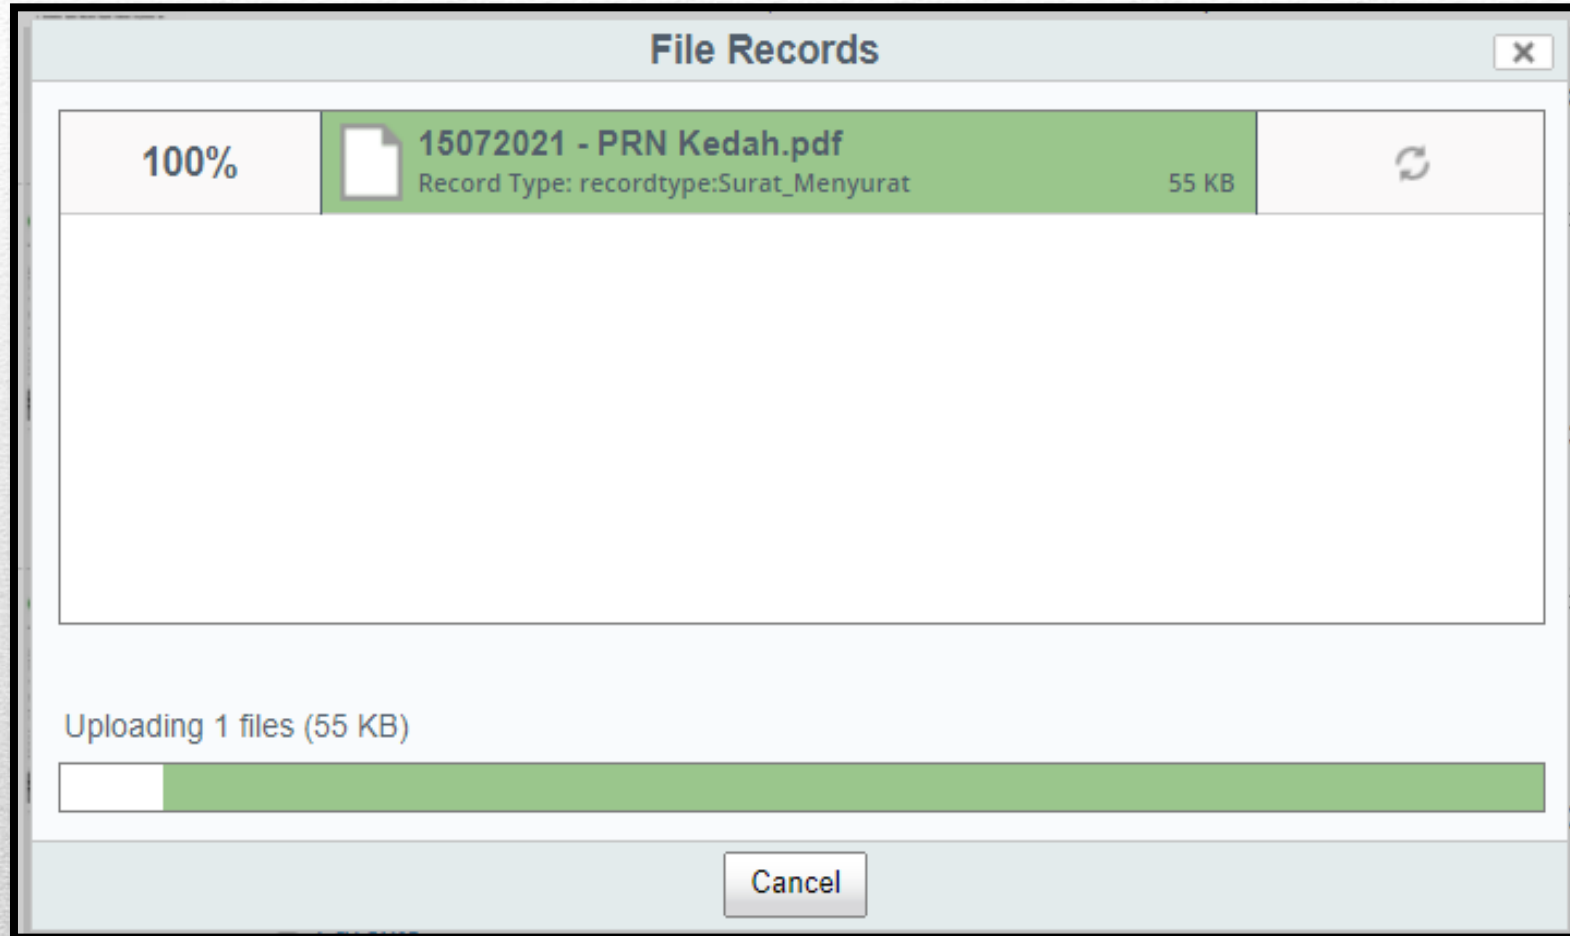 File Records
100%
15072021 - PRN Kedah.pdf
Record Type: recordtype:Surat_Menyurat 55 KB
Uploading 1 files (55 KB)
Cancel